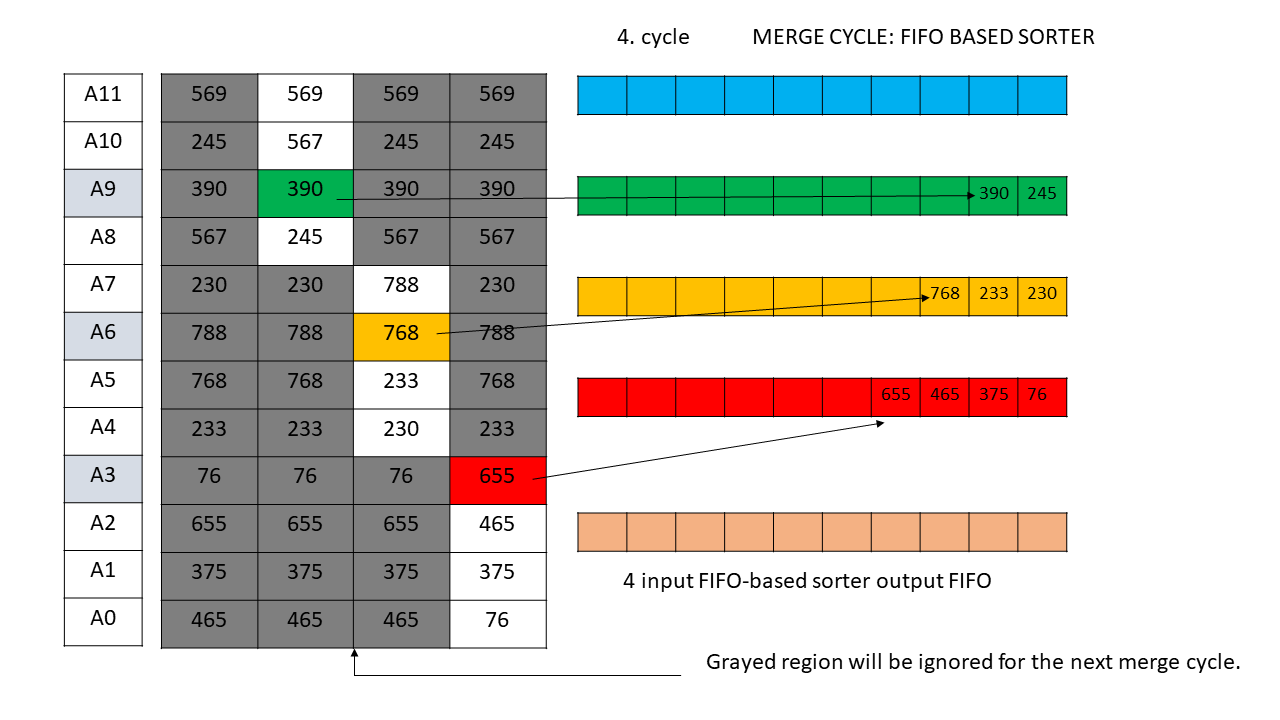 4. cycle MERGE CYCLE: FIFO BASED SORTER
A11 569 569 569 569
A10 245 567 245 245
A9 390 390 390 390 390 245
A8 567 245 567 567
A7 230 230 788 230 768 233 230
A6 788 788 768 788
A5 768 768 233 768 655 465 375 76
A4 233 233 230 233
A3 76 76 76 655
A2 655 655 655 465
A1 375 375 375 375 4 input FIFO-based sorter output FIFO
A0 465 465 465 76
Grayed region will be ignored for the next merge cycle.